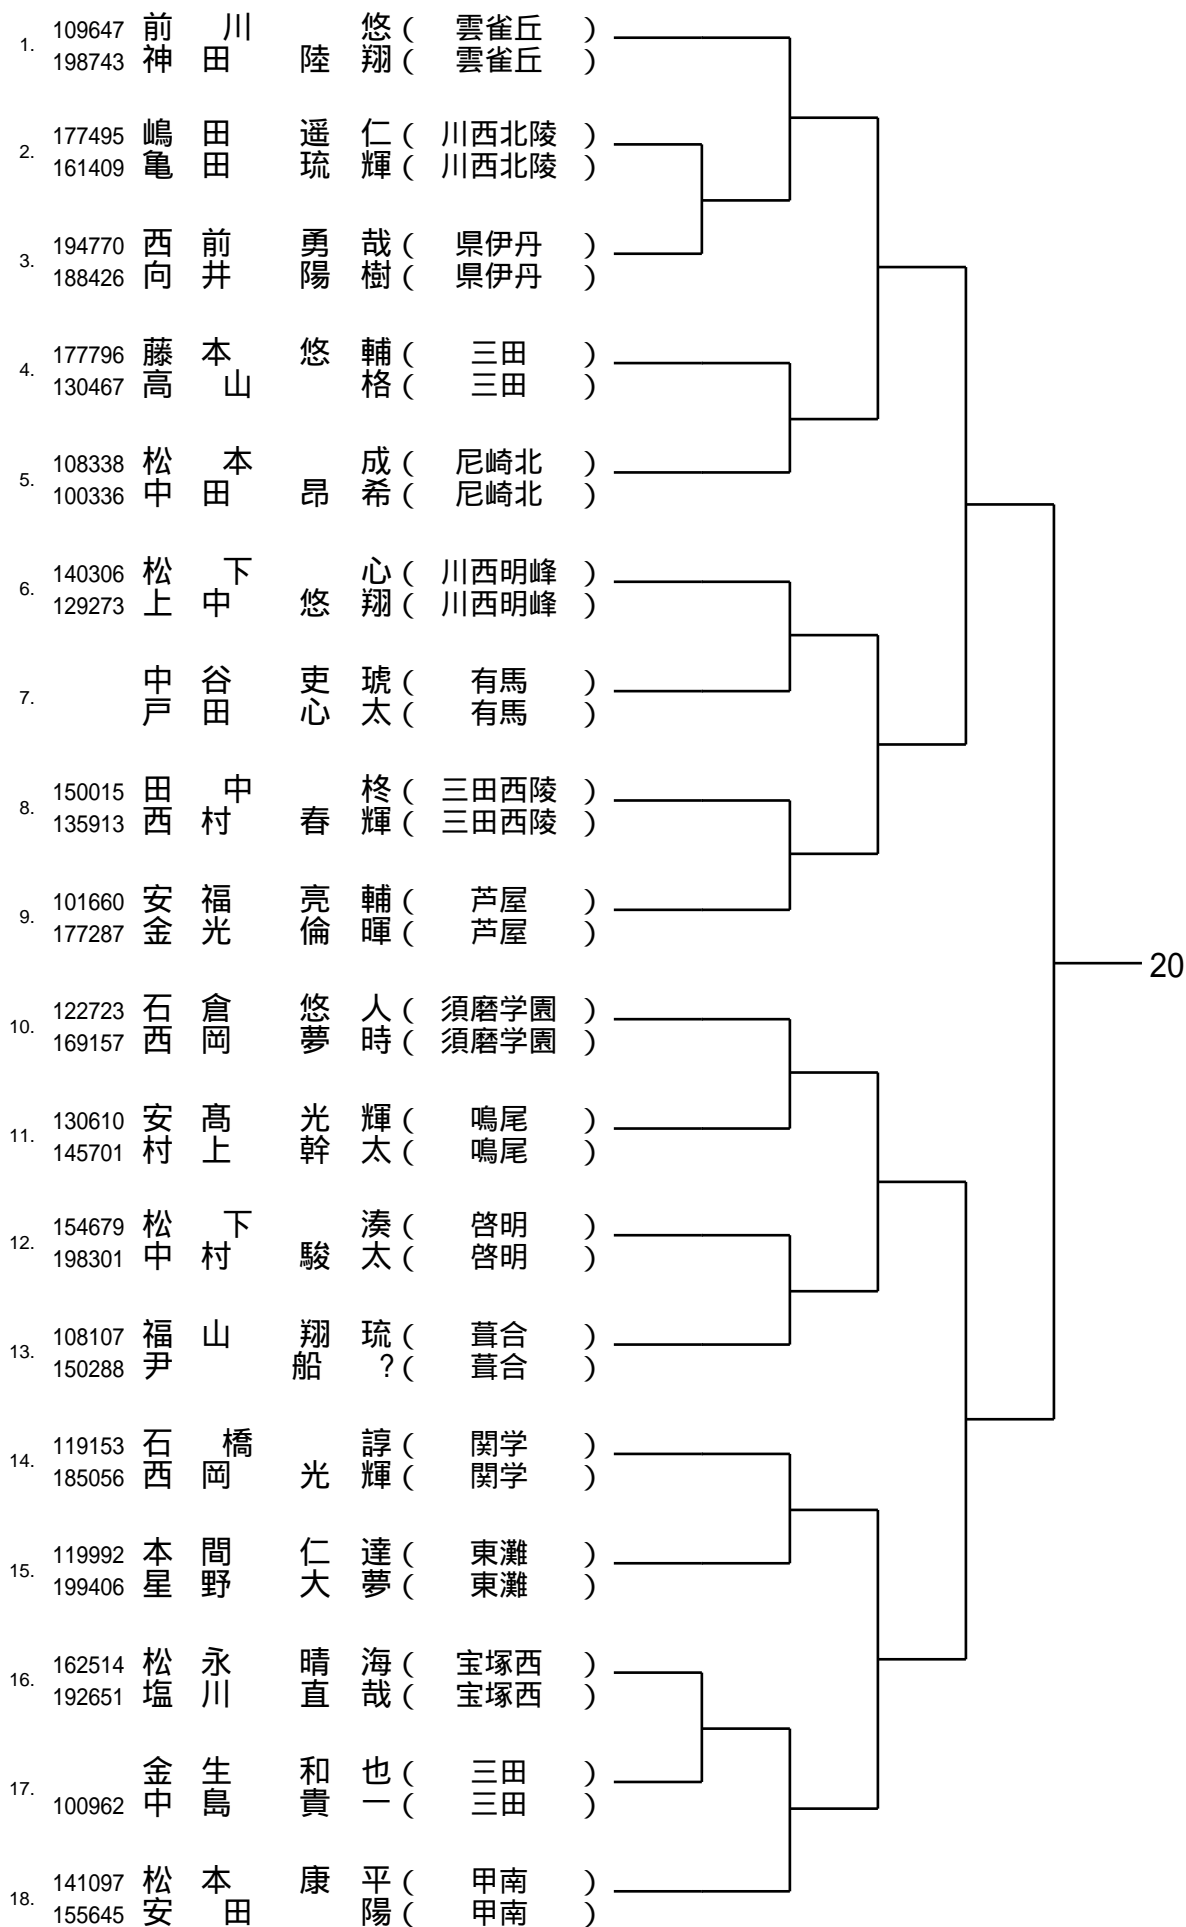 1. 109647 前川 悠 ( 雲雀丘 )
198743 神田 陸翔 ( 雲雀丘 )
2. 177495 嶋田 遥仁 ( 川西北陵 )
161409 亀田 琉輝 ( 川西北陵 )
3. 194770 西前 勇哉 ( 県伊丹 )
188426 向井 陽樹 ( 県伊丹 )
4. 177796 藤本 悠輔 ( 三田 )
130467 高山 格 ( 三田 )
5. 108338 松本 成 ( 尼崎北 )
100336 中田 昂希 ( 尼崎北 )
6. 140306 松下 心 ( 川西明峰 )
129273 上中 悠翔 ( 川西明峰 )
7. 中谷 吏琥 ( 有馬 )
戸田 心太 ( 有馬 )
8. 150015 田中 柊 ( 三田西陵 )
135913 西村 春輝 ( 三田西陵 )
9. 101660 安福 亮輔 ( 芦屋 )
177287 金光 倫暉 ( 芦屋 )
20
10. 122723 石倉 悠人 ( 須磨学園 )
169157 西岡 夢時 ( 須磨学園 )
11. 130610 安髙 光輝 ( 鳴尾 )
145701 村上 幹太 ( 鳴尾 )
12. 154679 松下 湊 ( 啓明 )
198301 中村 駿太 ( 啓明 )
13. 108107 福山 翔琉 ( 葺合 )
150288 尹 船? ( 葺合 )
14. 119153 石橋 諄 ( 関学 )
185056 西岡 光輝 ( 関学 )
15. 119992 本間 仁達 ( 東灘 )
199406 星野 大夢 ( 東灘 )
16. 162514 松永 晴海 ( 宝塚西 )
192651 塩川 直哉 ( 宝塚西 )
17. 金生 和也 ( 三田 )
100962 中島 貴一 ( 三田 )
18. 141097 松本 康平 ( 甲南 )
155645 安田 陽 ( 甲南 )